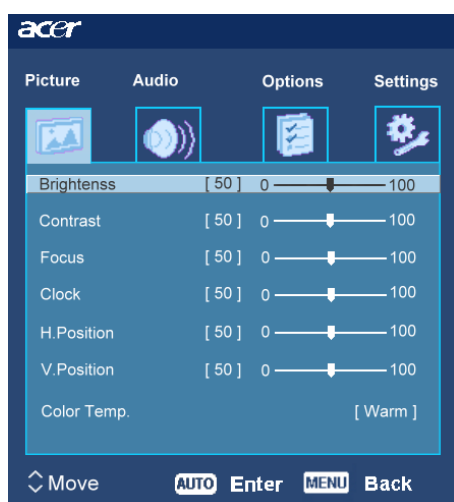 acer
Picture Audio Options Settings
Brightenss [ 50 ] 0 100
Contrast [ 50 ] 0 100
Focus [ 50 ] 0 100
Clock [ 50 ] 0 100
H.Position [ 50 ] 0 100
V.Position [ 50 ] 0 100
Color Temp. [ Warm ]
Move AUTO Enter MENU Back